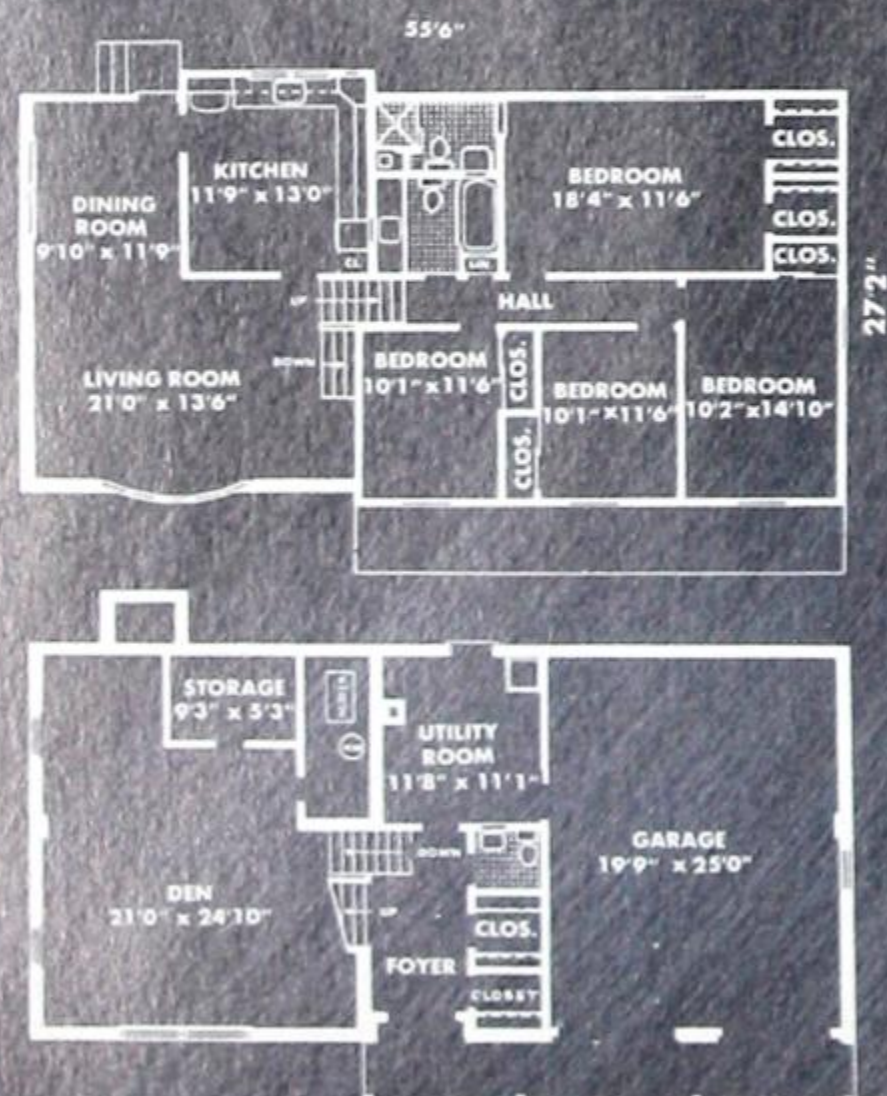 55'6"
KITCHEN
11'9" x 13'0"
DINING
ROOM
9'10" x 11'9"
BEDROOM
18'4" x 11'6"
CLOS.
CLOS.
CLOS.
27'2"
CL.
LIN.
UP
HALL
DOWN
LIVING ROOM
21'0" x 13'6"
BEDROOM
10'1" x 11'6"
CLOS.
CLOS.
BEDROOM
10'1" x 11'6"
BEDROOM
10'2" x 14'10"
STORAGE
9'3" x 5'3"
UTILITY
ROOM
11'8" x 11'1"
DOWN
GARAGE
19'9" x 25'0"
DEN
21'0" x 24'10"
UP
CLOS.
FOYER
CLOSET